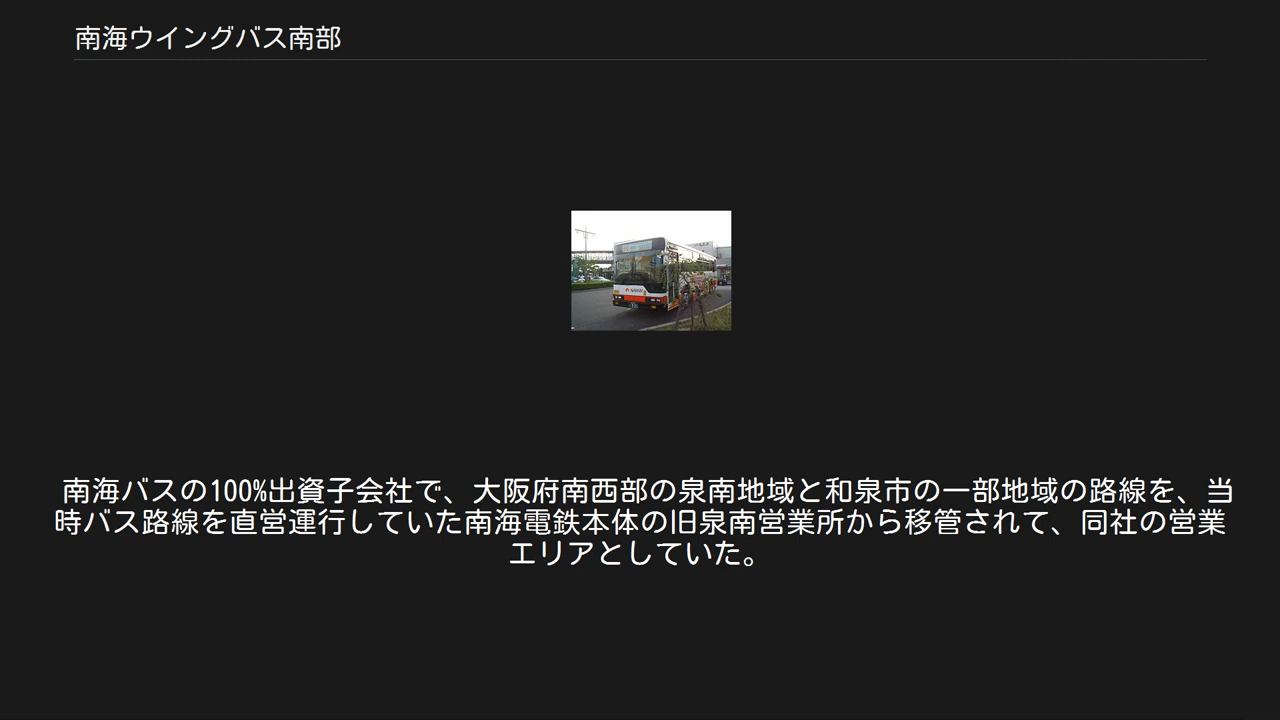 南海ウイングバス南部
南海バスの100%出資子会社で、大阪府南西部の泉南地域と和泉市の一部地域の路線を、当
時バス路線を直営運行していた南海電鉄本体の旧泉南営業所から移管されて、同社の営業
エリアとしていた。